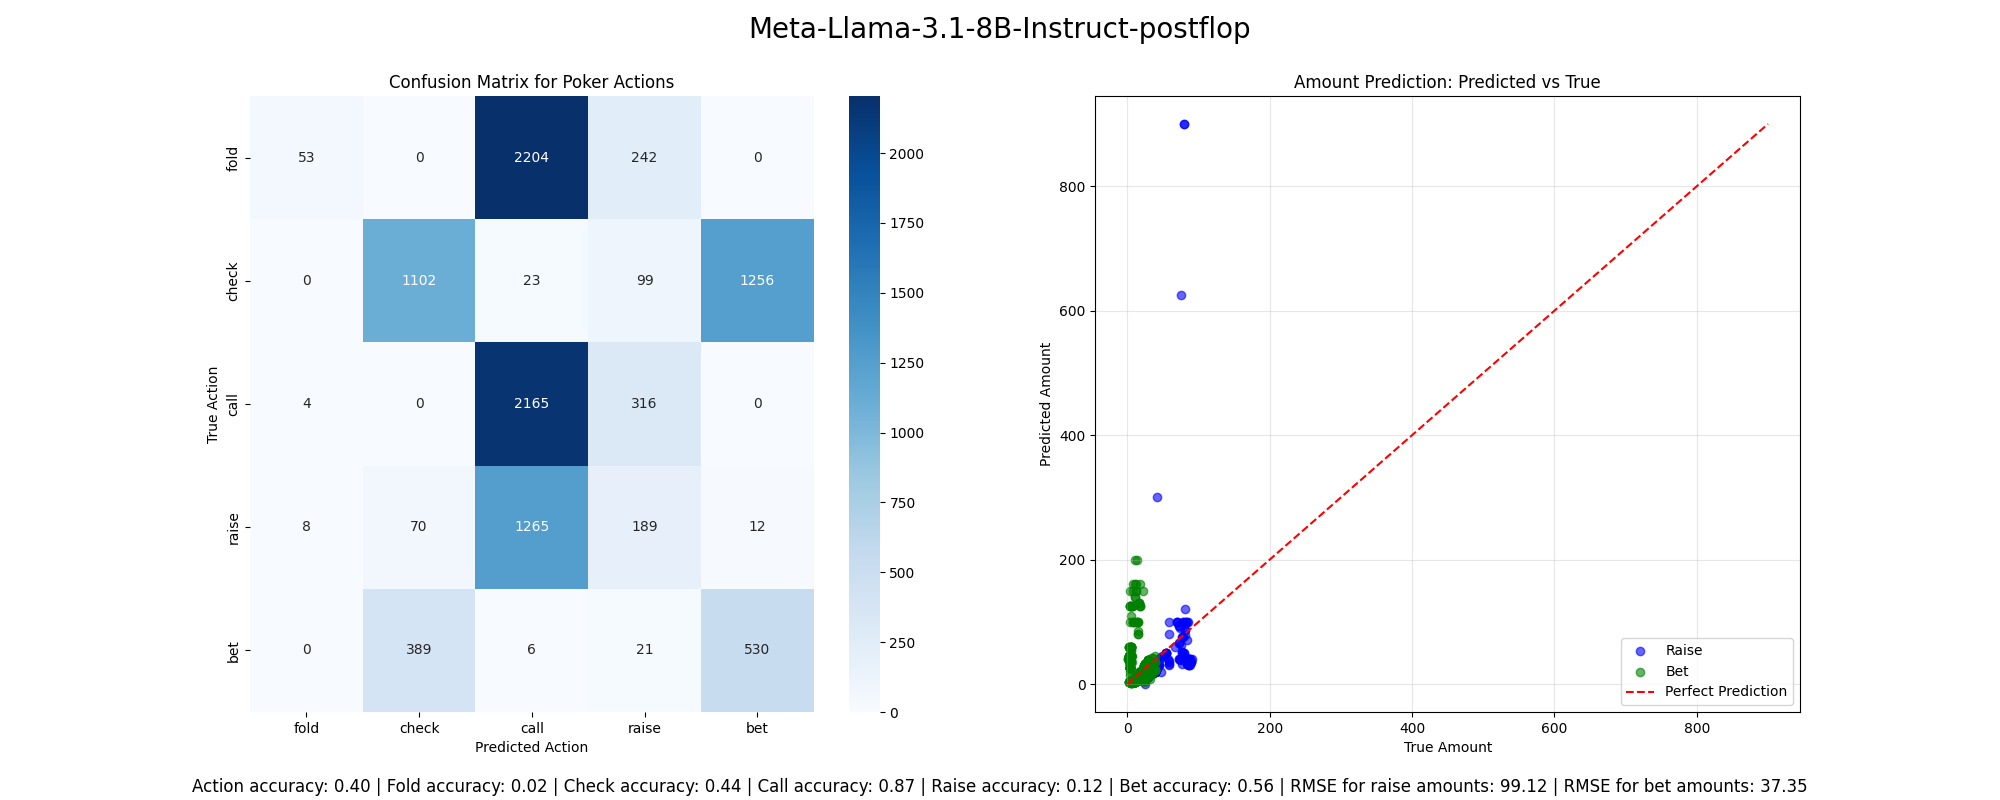 Meta-Llama-3.1-8B-Instruct-postflop
Confusion Matrix for Poker Actions
True Action
fold
check
call
raise
bet
53 0 2204 242 0
0 1102 23 99 1256
4 0 2165 316 0
8 70 1265 189 12
0 389 6 21 530
fold check call raise bet
Predicted Action
2000
1750
1500
1250
1000
750
500
250
0
Amount Prediction: Predicted vs True
Predicted Amount
800
600
400
200
0
0 200 400 600 800
True Amount
Raise
Bet
Perfect Prediction
Action accuracy: 0.40 | Fold accuracy: 0.02 | Check accuracy: 0.44 | Call accuracy: 0.87 | Raise accuracy: 0.12 | Bet accuracy: 0.56 | RMSE for raise amounts: 99.12 | RMSE for bet amounts: 37.35